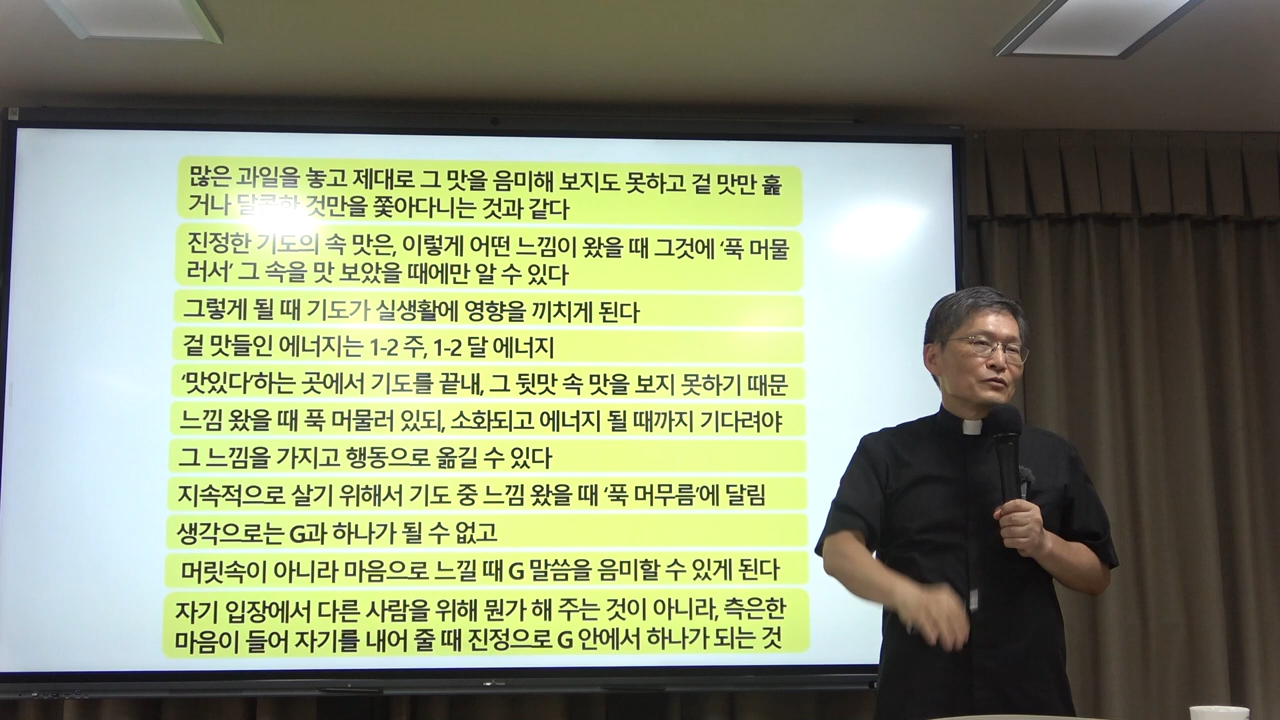 많은 과일을 놓고 제대로 그 맛을 음미해 보지도 못하고 겉 맛만 훑
거나 달콤한 것만을 쫓아다니는 것과 같다
진정한 기도의 속 맛은, 이렇게 어떤 느낌이 왔을 때 그것에 ‘푹 머물
러서’ 그 속을 맛 보았을 때에만 알 수 있다
그렇게 될 때 기도가 실생활에 영향을 끼치게 된다
겉 맛들인 에너지는 1-2 주, 1-2 달 에너지
‘맛있다’하는 곳에서 기도를 끝내, 그 뒷맛 속 맛을 보지 못하기 때문
느낌 왔을 때 푹 머물러 있되, 소화되고 에너지 될 때까지 기다려야
그 느낌을 가지고 행동으로 옮길 수 있다
지속적으로 살기 위해서 기도 중 느낌 왔을 때 ‘푹 머무름’에 달림
생각으로는 G과 하나가 될 수 없고
머릿속이 아니라 마음으로 느낄 때 G 말씀을 음미할 수 있게 된다
자기 입장에서 다른 사람을 위해 뭔가 해 주는 것이 아니라, 측은한
마음이 들어 자기를 내어 줄 때 진정으로 G 안에서 하나가 되는 것